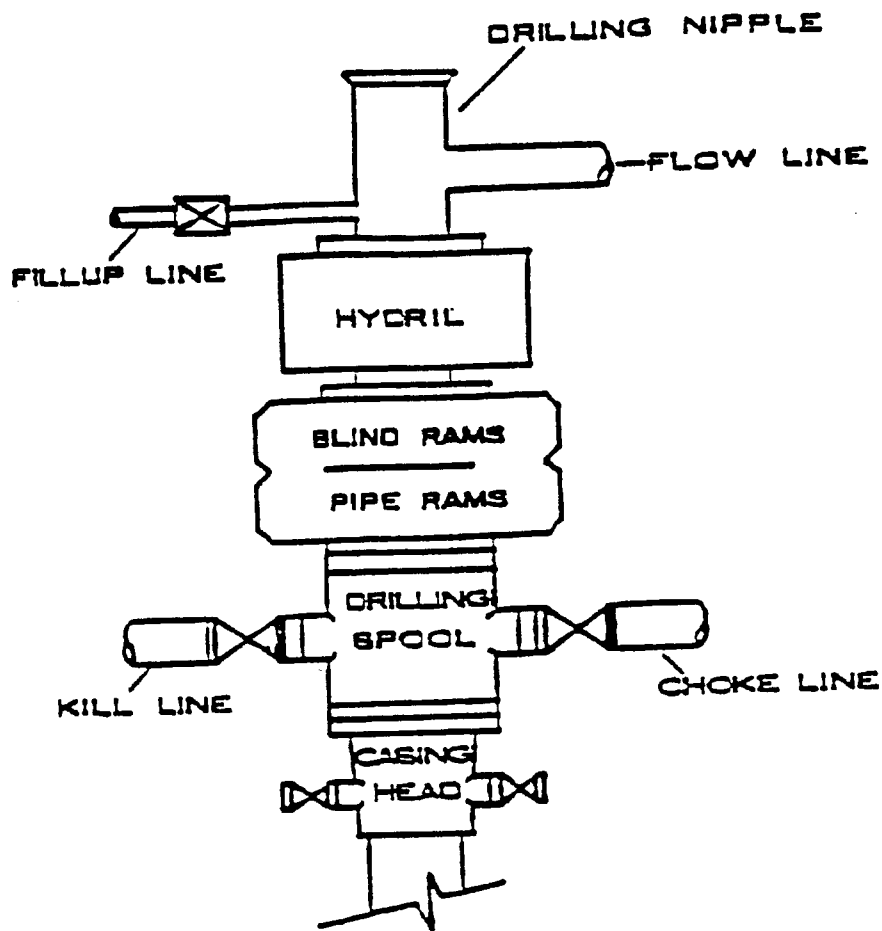 DRILLING NIPPLE
FLOW LINE
FILLUP LINE
HYDRIL
BLIND RAMS
PIPE RAMS
DRILLING
SPOOL
KILL LINE
CHOKE LINE
CASING
HEAD